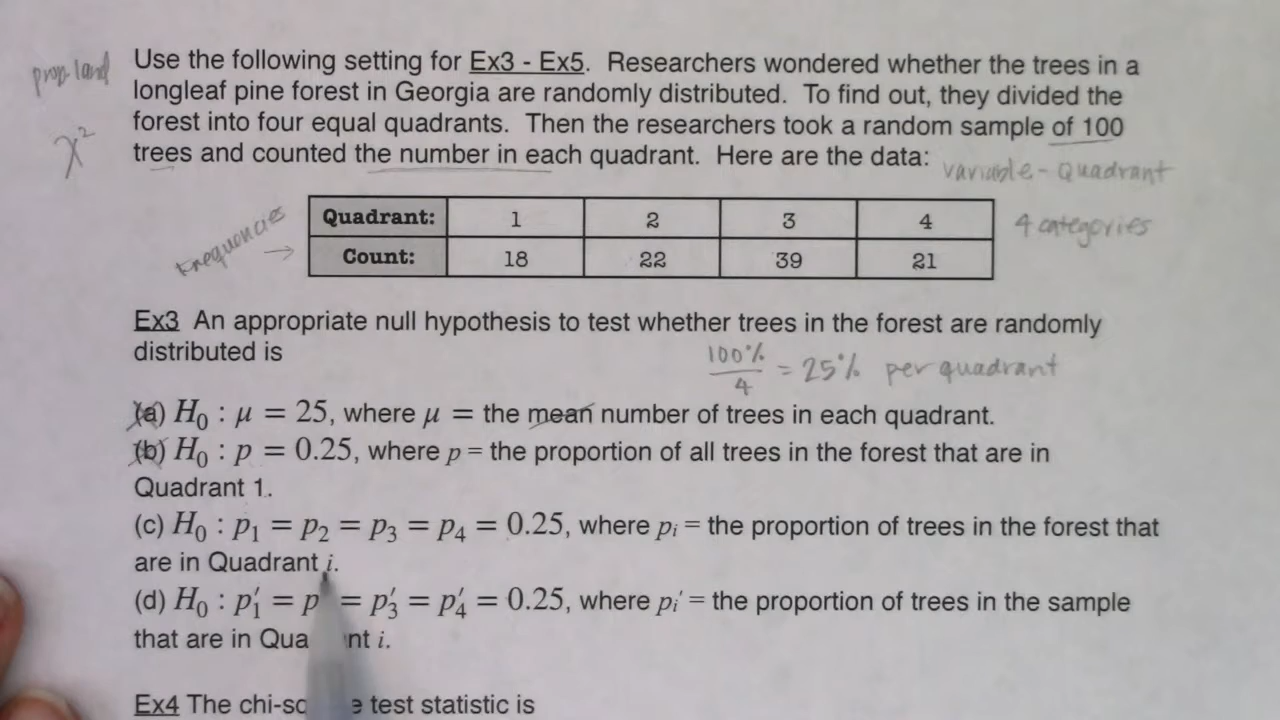 prop. land
χ²
Use the following setting for Ex3 - Ex5. Researchers wondered whether the trees in a
longleaf pine forest in Georgia are randomly distributed. To find out, they divided the
forest into four equal quadrants. Then the researchers took a random sample of 100
trees and counted the number in each quadrant. Here are the data:
variable - Quadrant
Quadrant: 1 2 3 4
4 categories
frequencies →
Count: 18 22 39 21
Ex3 An appropriate null hypothesis to test whether trees in the forest are randomly
distributed is
100%/4 = 25% per quadrant
(a) H₀ : μ = 25, where μ = the mean number of trees in each quadrant.
(b) H₀ : p = 0.25, where p = the proportion of all trees in the forest that are in
Quadrant 1.
(c) H₀ : p₁ = p₂ = p₃ = p₄ = 0.25, where pᵢ = the proportion of trees in the forest that
are in Quadrant i.
(d) H₀ : p₁′ = p = p₃′ = p₄′ = 0.25, where pᵢ′ = the proportion of trees in the sample
that are in Qua nt i.
Ex4 The chi-sq e test statistic is